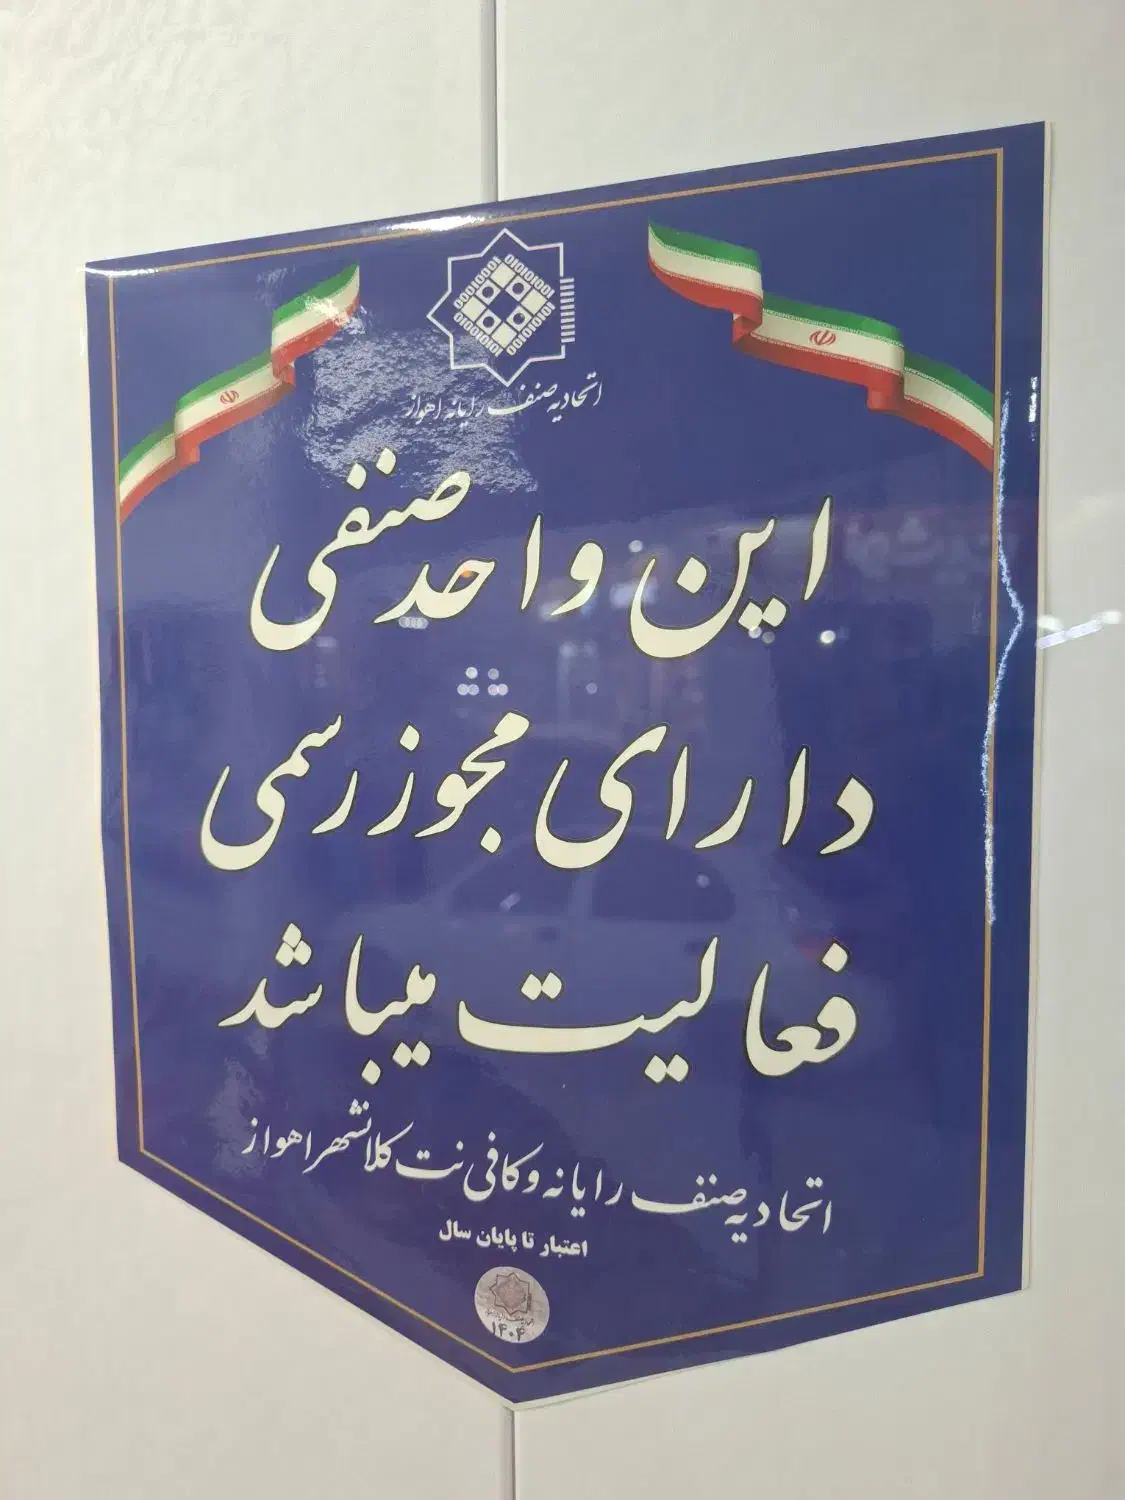 اتحادیه صنف رایانه اهواز
این واحد صنفی
دارای مجوز رسمی
فعالیت میباشد
اتحادیه صنف رایانه و کافی نت کلانشهر اهواز
اعتبار تا پایان سال
۱۴۰۴